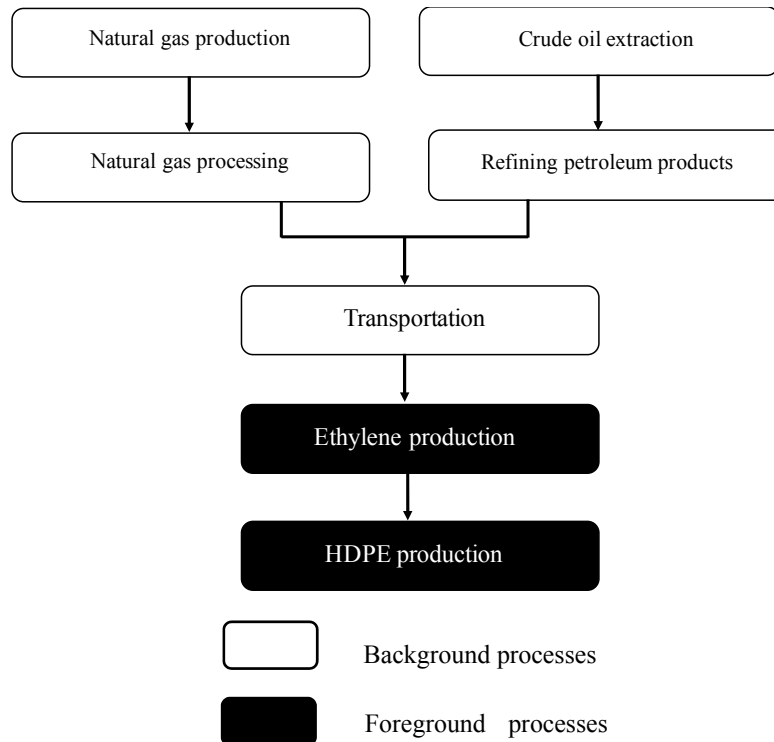 Natural gas production
Crude oil extraction
Natural gas processing
Refining petroleum products
Transportation
Ethylene production
HDPE production
Background processes
Foreground processes